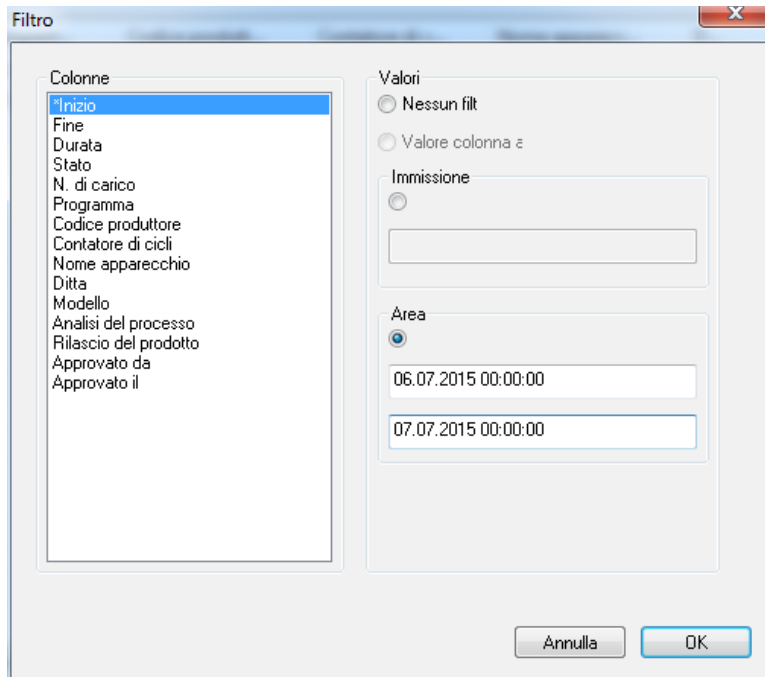 Filtro
Colonne
*Inizio
Fine
Durata
Stato
N. di carico
Programma
Codice produttore
Contatore di cicli
Nome apparecchio
Ditta
Modello
Analisi del processo
Rilascio del prodotto
Approvato da
Approvato il
Valori
Nessun filt
Valore colonna a
Immissione
Area
06.07.2015 00:00:00
07.07.2015 00:00:00
Annulla
OK